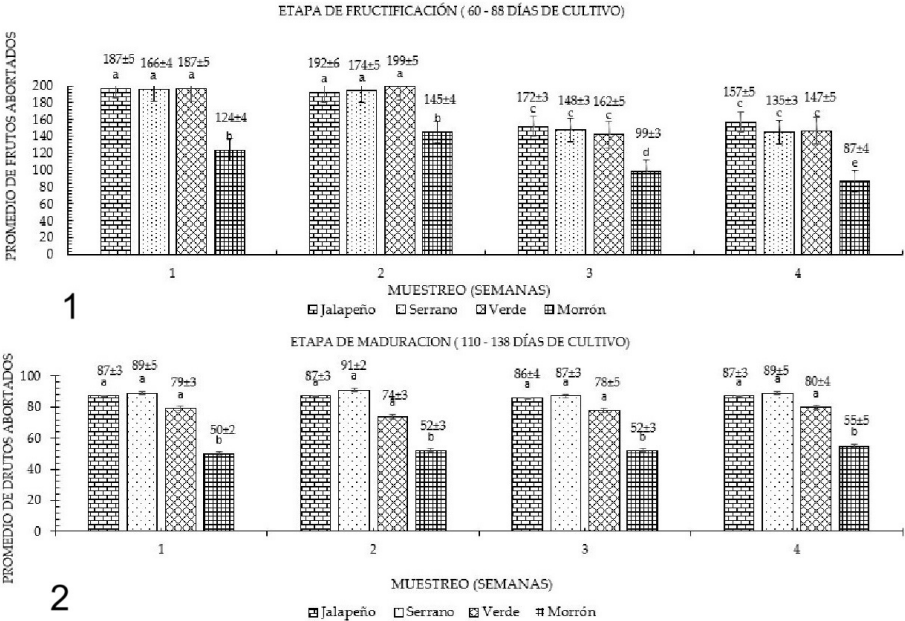 ETAPA DE FRUCTIFICACIÓN ( 60 - 88 DÍAS DE CULTIVO)
PROMEDIO DE FRUTOS ABORTADOS
187±5 166±4 187±5 124±4 192±6 174±5 199±5 145±4 172±3 148±3 162±5 99±3 157±5 135±3 147±5 87±4
a a a b a a a b c c c d c c c e
200
180
160
140
120
100
80
60
40
20
0
1 2 3 4
MUESTREO (SEMANAS)
Jalapeño Serrano Verde Morrón
1
ETAPA DE MADURACION ( 110 - 138 DÍAS DE CULTIVO)
PROMEDIO DE DRUTOS ABORTADOS
87±3 89±5 79±3 50±2 87±3 91±2 74±3 52±3 86±4 87±3 78±5 52±3 87±3 89±5 80±4 55±5
a a a b a a a b a a a b a a a b
100
80
60
40
20
0
1 2 3 4
MUESTREO (SEMANAS)
Jalapeño Serrano Verde Morrón
2